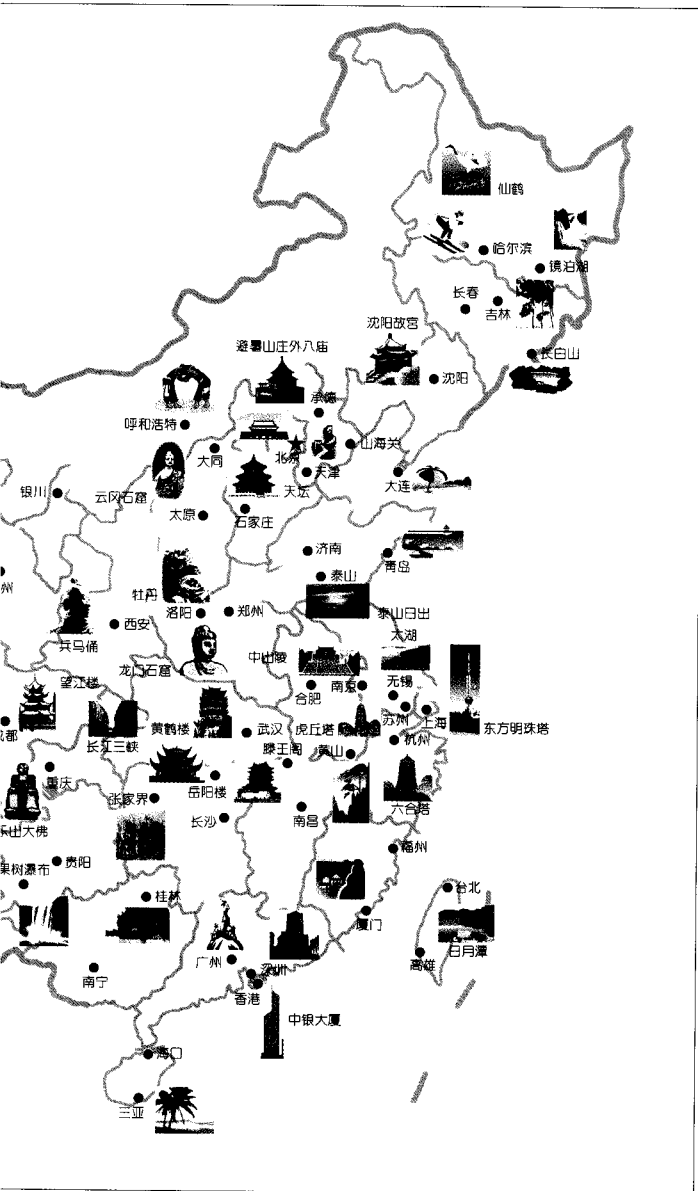 仙鹤
哈尔滨
镜泊湖
长春
吉林
沈阳故宫
长白山
避暑山庄外八庙
沈阳
承德
呼和浩特
山海关
北京
大同
天津
大连
银川
云冈石窟
天坛
太原
石家庄
济南
青岛
泰山
州
牡丹
洛阳
郑州
泰山日出
西安
太湖
兵马俑
中山陵
龙门石窟
望江楼
无锡
合肥
南京
苏州
上海
黄鹤楼
武汉
虎丘塔
东方明珠塔
成都
长江三峡
杭州
滕王阁
黄山
重庆
岳阳楼
张家界
六合塔
长沙
南昌
乐山大佛
福州
果树瀑布
贵阳
台北
桂林
厦门
日月潭
广州
高雄
深圳
南宁
香港
中银大厦
海口
三亚